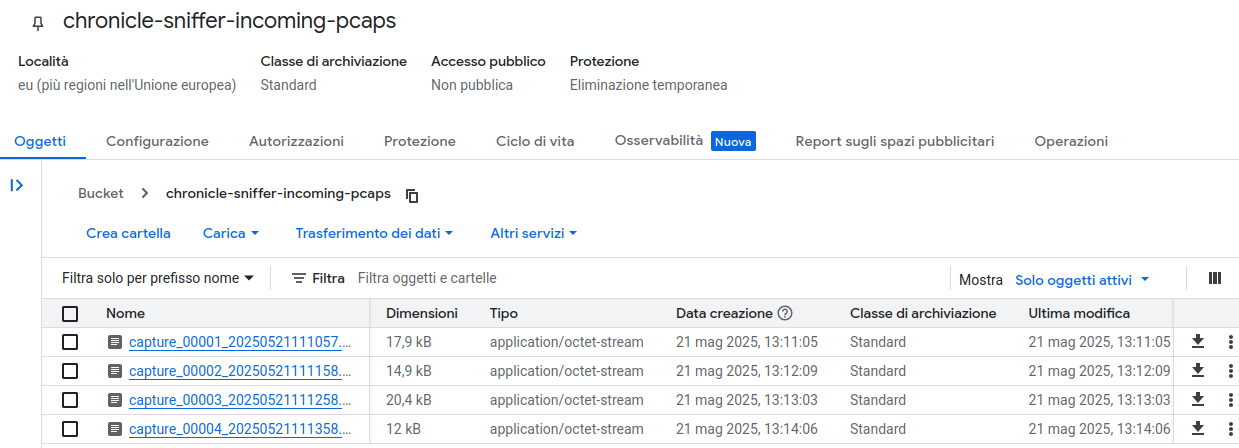 chronicle-sniffer-incoming-pcaps
Località Classe di archiviazione Accesso pubblico Protezione
eu (più regioni nell'Unione europea) Standard Non pubblica Eliminazione temporanea
Oggetti Configurazione Autorizzazioni Protezione Ciclo di vita Osservabilità Nuova Report sugli spazi pubblicitari Operazioni
Bucket chronicle-sniffer-incoming-pcaps
Crea cartella Carica Trasferimento dei dati Altri servizi
Filtra solo per prefisso nome Filtra Filtra oggetti e cartelle Mostra Solo oggetti attivi
Nome Dimensioni Tipo Data creazione Classe di archiviazione Ultima modifica
capture_00001_20250521111057.… 17,9 kB application/octet-stream 21 mag 2025, 13:11:05 Standard 21 mag 2025, 13:11:05
capture_00002_20250521111158.… 14,9 kB application/octet-stream 21 mag 2025, 13:12:09 Standard 21 mag 2025, 13:12:09
capture_00003_20250521111258.… 20,4 kB application/octet-stream 21 mag 2025, 13:13:03 Standard 21 mag 2025, 13:13:03
capture_00004_20250521111358.… 12 kB application/octet-stream 21 mag 2025, 13:14:06 Standard 21 mag 2025, 13:14:06